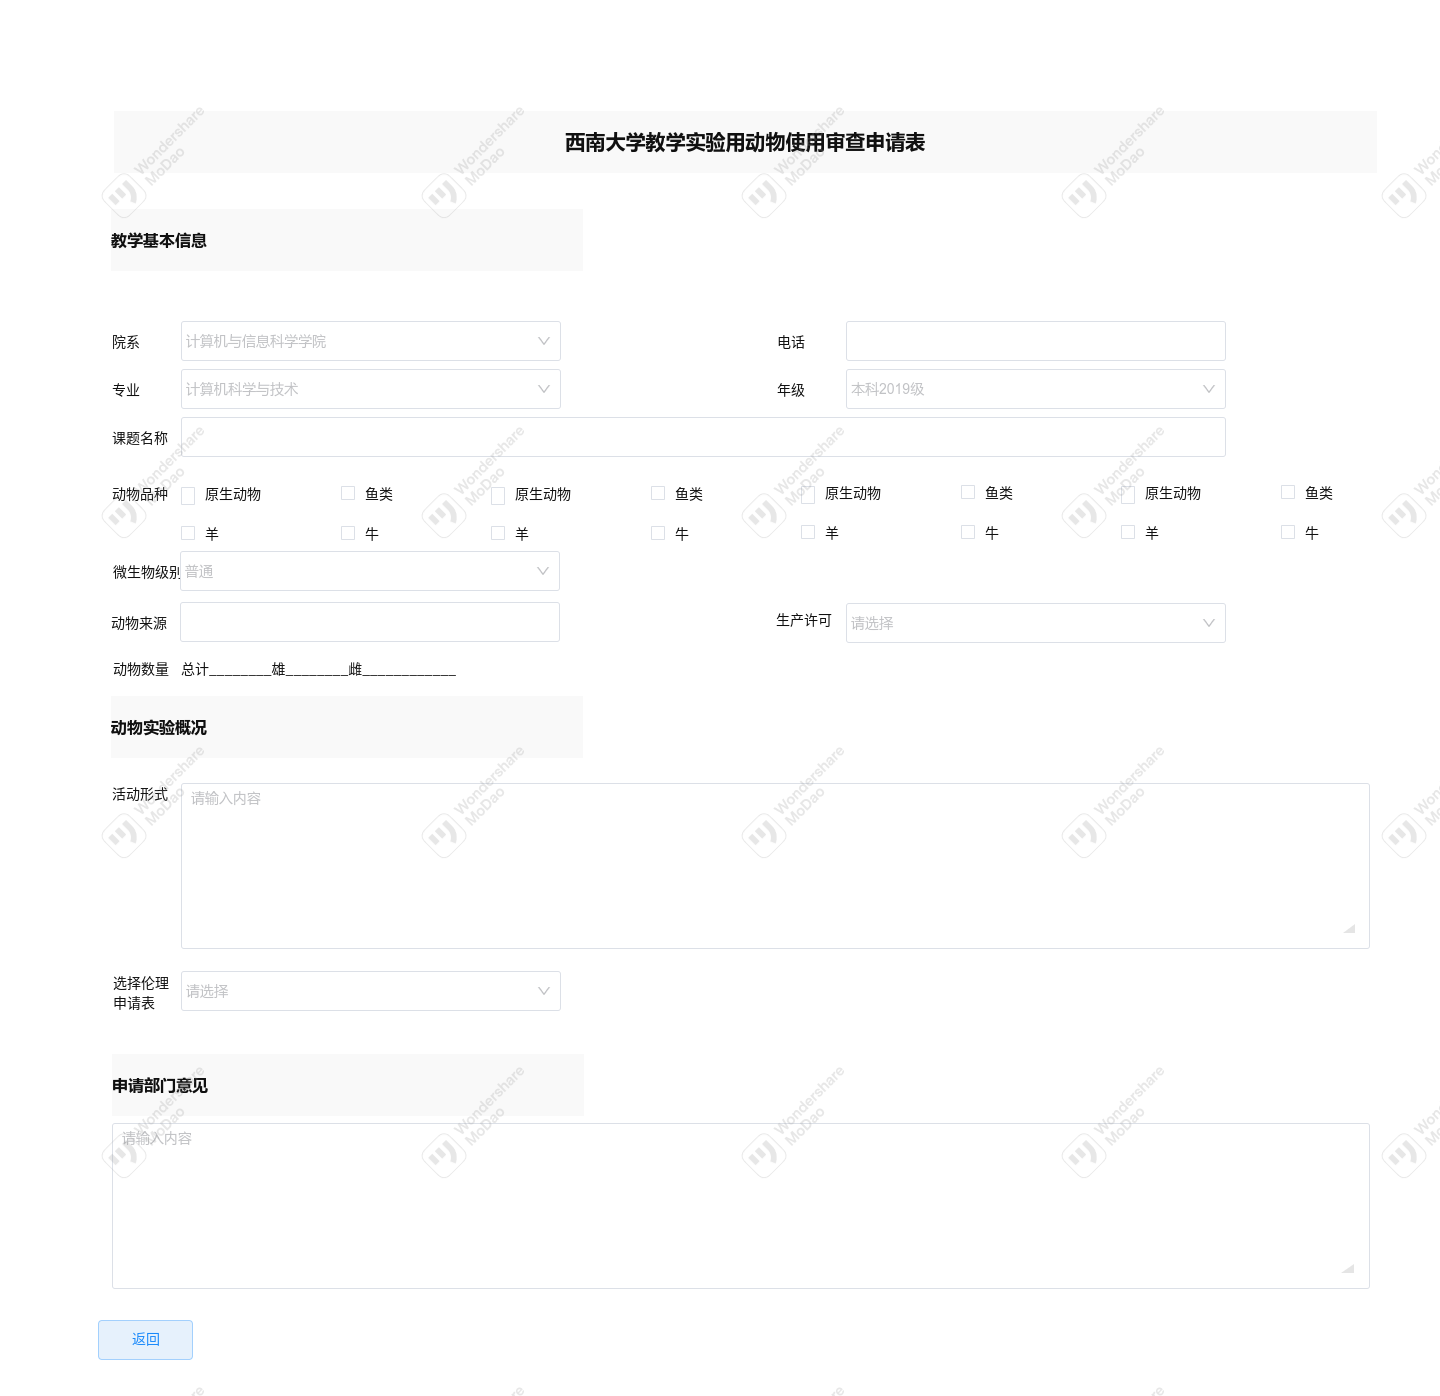 西南大学教学实验用动物使用审查申请表
教学基本信息
院系 计算机与信息科学学院 电话
专业 计算机科学与技术 年级 本科2019级
课题名称
动物品种 原生动物 鱼类 原生动物 鱼类 原生动物 鱼类 原生动物 鱼类
羊 牛 羊 牛 羊 牛 羊 牛
微生物级别 普通
动物来源 生产许可 请选择
动物数量 总计________雄________雌____________
动物实验概况
活动形式 请输入内容
选择伦理
申请表 请选择
申请部门意见
请输入内容
返回
Wondershare
MoDao